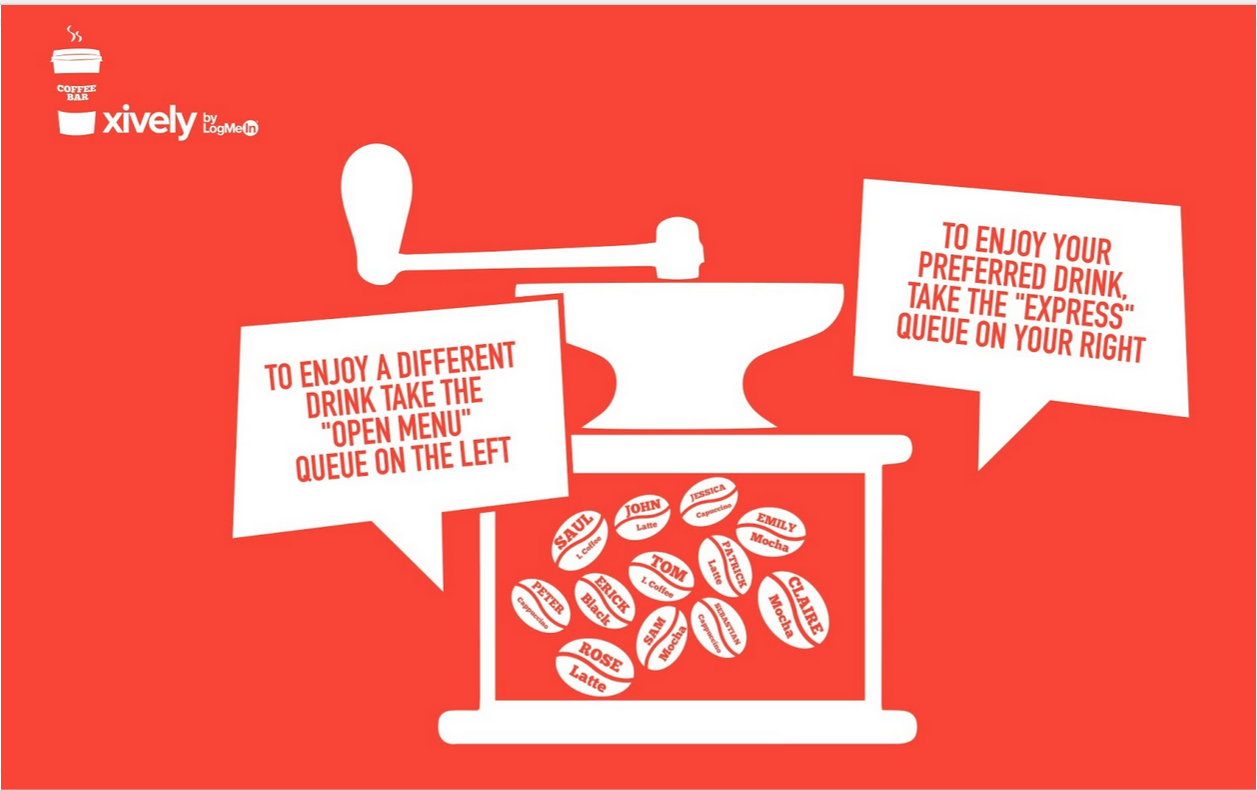 COFFEE
BAR
xively by
LogMeIn
TO ENJOY YOUR
PREFERRED DRINK,
TAKE THE "EXPRESS"
QUEUE ON YOUR RIGHT
TO ENJOY A DIFFERENT
DRINK TAKE THE
"OPEN MENU"
QUEUE ON THE LEFT
SAUL
I. Coffee
JOHN
Latte
JESSICA
Capuccino
EMILY
Mocha
TOM
I. Coffee
PATRICK
Latte
PETER
Cappuccino
ERICK
Black
CLAIRE
Mocha
SAM
Mocha
SEBASTIAN
Cappuccino
ROSE
Latte